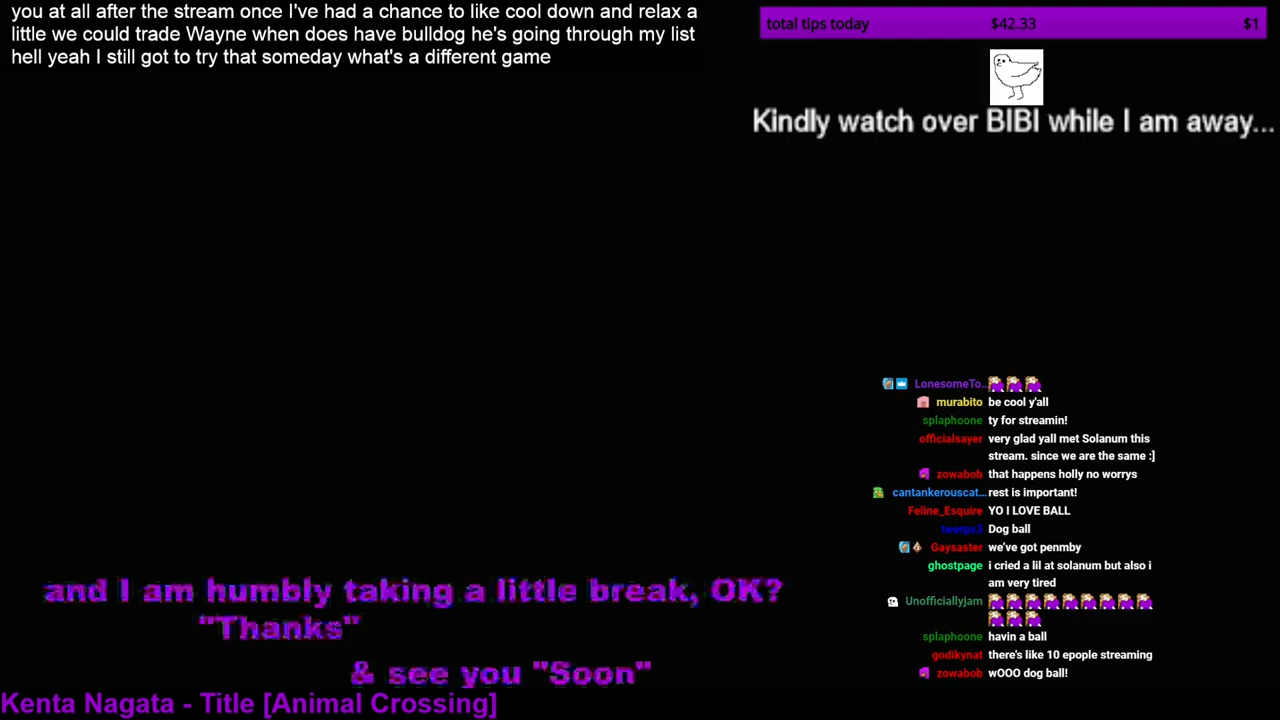 you at all after the stream once I've had a chance to like cool down and relax a
little we could trade Wayne when does have bulldog he's going through my list
hell yeah I still got to try that someday what's a different game
total tips today $42.33 $1
Kindly watch over BIBI while I am away...
LonesomeTo..
murabito be cool y'all
splaphoone ty for streamin!
officialsayer very glad yall met Solanum this
stream. since we are the same :]
zowabob that happens holly no worrys
cantankerouscat... rest is important!
Feline_Esquire YO I LOVE BALL
twerps3 Dog ball
Gaysaster we've got penmby
ghostpage i cried a lil at solanum but also i
am very tired
Unofficiallyjam
splaphoone havin a ball
godikynat there's like 10 epople streaming
zowabob wOOO dog ball!
and I am humbly taking a little break, OK?
"Thanks"
& see you "Soon"
Kenta Nagata - Title [Animal Crossing]